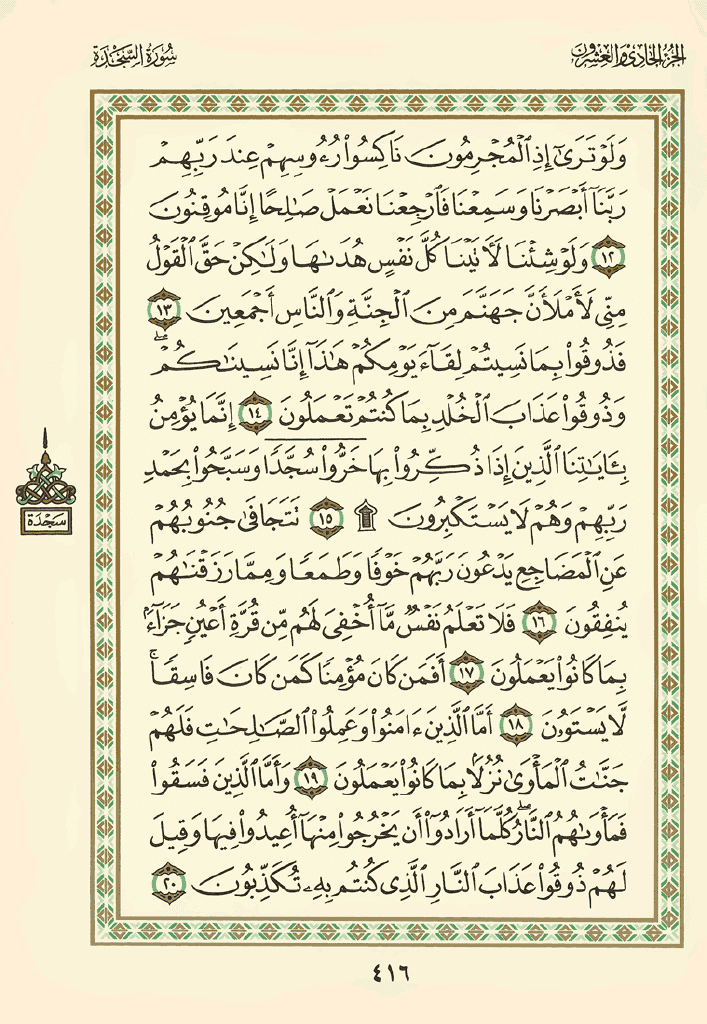 الجزء الحادي والعشرون
سورة السجدة
وَلَوْ تَرَىٰٓ إِذِ ٱلْمُجْرِمُونَ نَاكِسُوا۟ رُءُوسِهِمْ عِندَ رَبِّهِمْ
رَبَّنَآ أَبْصَرْنَا وَسَمِعْنَا فَٱرْجِعْنَا نَعْمَلْ صَٰلِحًا إِنَّا مُوقِنُونَ
١٢ وَلَوْ شِئْنَا لَءَاتَيْنَا كُلَّ نَفْسٍ هُدَىٰهَا وَلَٰكِنْ حَقَّ ٱلْقَوْلُ
مِنِّى لَأَمْلَأَنَّ جَهَنَّمَ مِنَ ٱلْجِنَّةِ وَٱلنَّاسِ أَجْمَعِينَ ١٣
فَذُوقُوا۟ بِمَا نَسِيتُمْ لِقَآءَ يَوْمِكُمْ هَٰذَآ إِنَّا نَسِينَٰكُمْ ۖ
وَذُوقُوا۟ عَذَابَ ٱلْخُلْدِ بِمَا كُنتُمْ تَعْمَلُونَ ١٤ إِنَّمَا يُؤْمِنُ
بِـَٔايَٰتِنَا ٱلَّذِينَ إِذَا ذُكِّرُوا۟ بِهَا خَرُّوا۟ سُجَّدًا وَسَبَّحُوا۟ بِحَمْدِ
رَبِّهِمْ وَهُمْ لَا يَسْتَكْبِرُونَ ۩ ١٥ تَتَجَافَىٰ جُنُوبُهُمْ
سجدة
عَنِ ٱلْمَضَاجِعِ يَدْعُونَ رَبَّهُمْ خَوْفًا وَطَمَعًا وَمِمَّا رَزَقْنَٰهُمْ
يُنفِقُونَ ١٦ فَلَا تَعْلَمُ نَفْسٌ مَّآ أُخْفِىَ لَهُم مِّن قُرَّةِ أَعْيُنٍ جَزَآءًۢ
بِمَا كَانُوا۟ يَعْمَلُونَ ١٧ أَفَمَن كَانَ مُؤْمِنًا كَمَن كَانَ فَاسِقًا ۚ
لَّا يَسْتَوُۥنَ ١٨ أَمَّا ٱلَّذِينَ ءَامَنُوا۟ وَعَمِلُوا۟ ٱلصَّٰلِحَٰتِ فَلَهُمْ
جَنَّٰتُ ٱلْمَأْوَىٰ نُزُلًۢا بِمَا كَانُوا۟ يَعْمَلُونَ ١٩ وَأَمَّا ٱلَّذِينَ فَسَقُوا۟
فَمَأْوَىٰهُمُ ٱلنَّارُ ۖ كُلَّمَآ أَرَادُوٓا۟ أَن يَخْرُجُوا۟ مِنْهَآ أُعِيدُوا۟ فِيهَا وَقِيلَ
لَهُمْ ذُوقُوا۟ عَذَابَ ٱلنَّارِ ٱلَّذِى كُنتُم بِهِۦ تُكَذِّبُونَ ٢٠
٤١٦